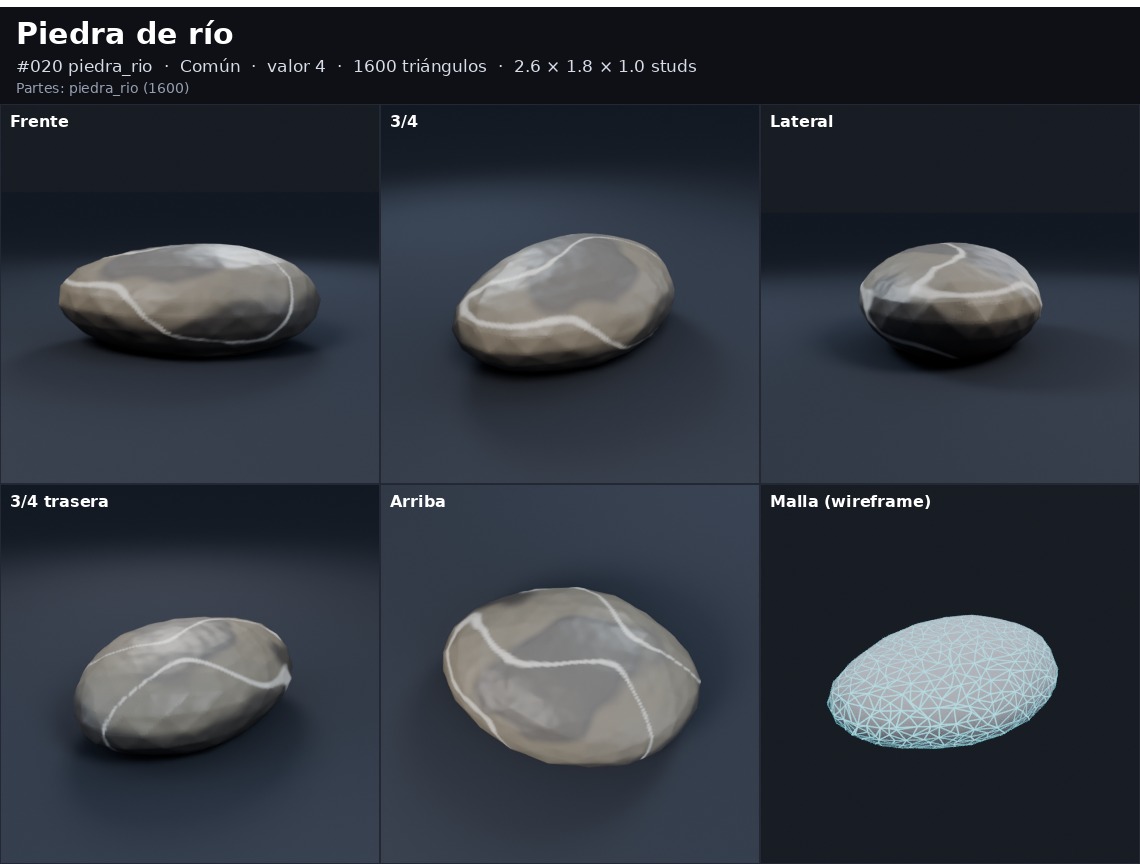 Piedra de río
#020 piedra_rio · Común · valor 4 · 1600 triángulos · 2.6 × 1.8 × 1.0 studs
Partes: piedra_rio (1600)
Frente
3/4
Lateral
3/4 trasera
Arriba
Malla (wireframe)